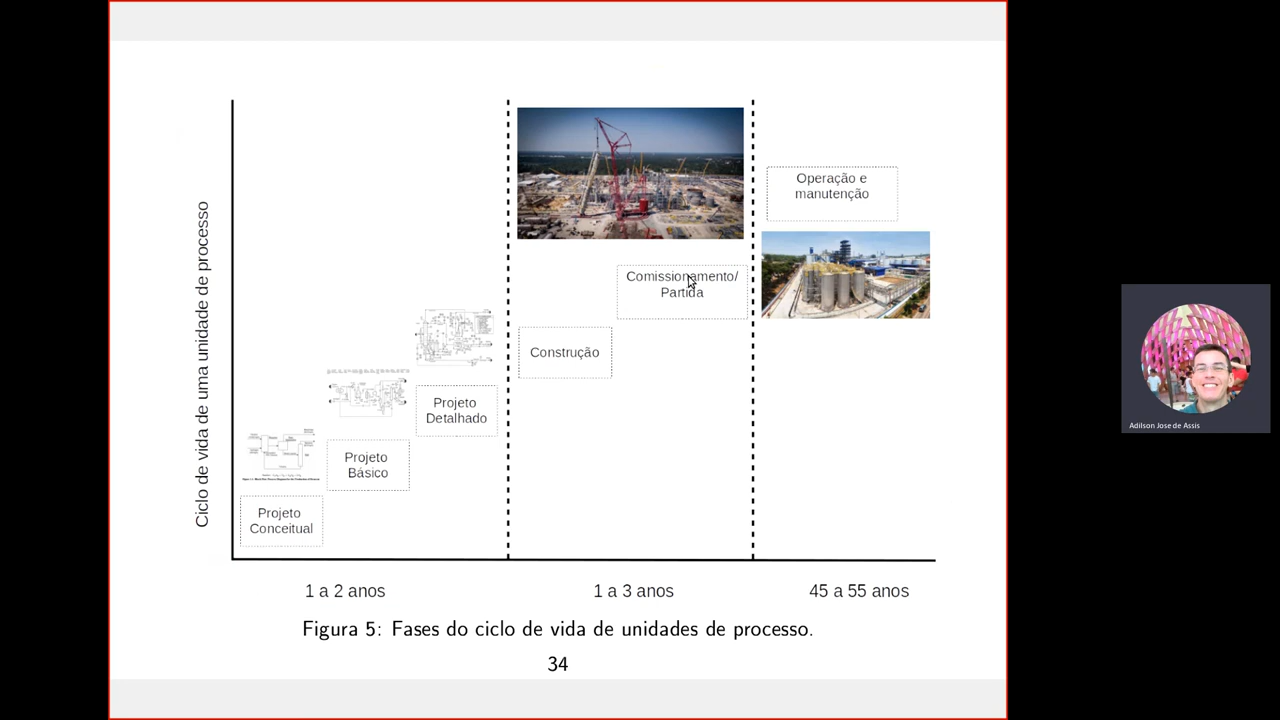 Ciclo de vida de uma unidade de processo
Operação e
manutenção
Comissionamento/
Partida
Construção
Projeto
Detalhado
Projeto
Básico
Projeto
Conceitual
1 a 2 anos
1 a 3 anos
45 a 55 anos
Figura 5: Fases do ciclo de vida de unidades de processo.
34
Adilson Jose de Assis